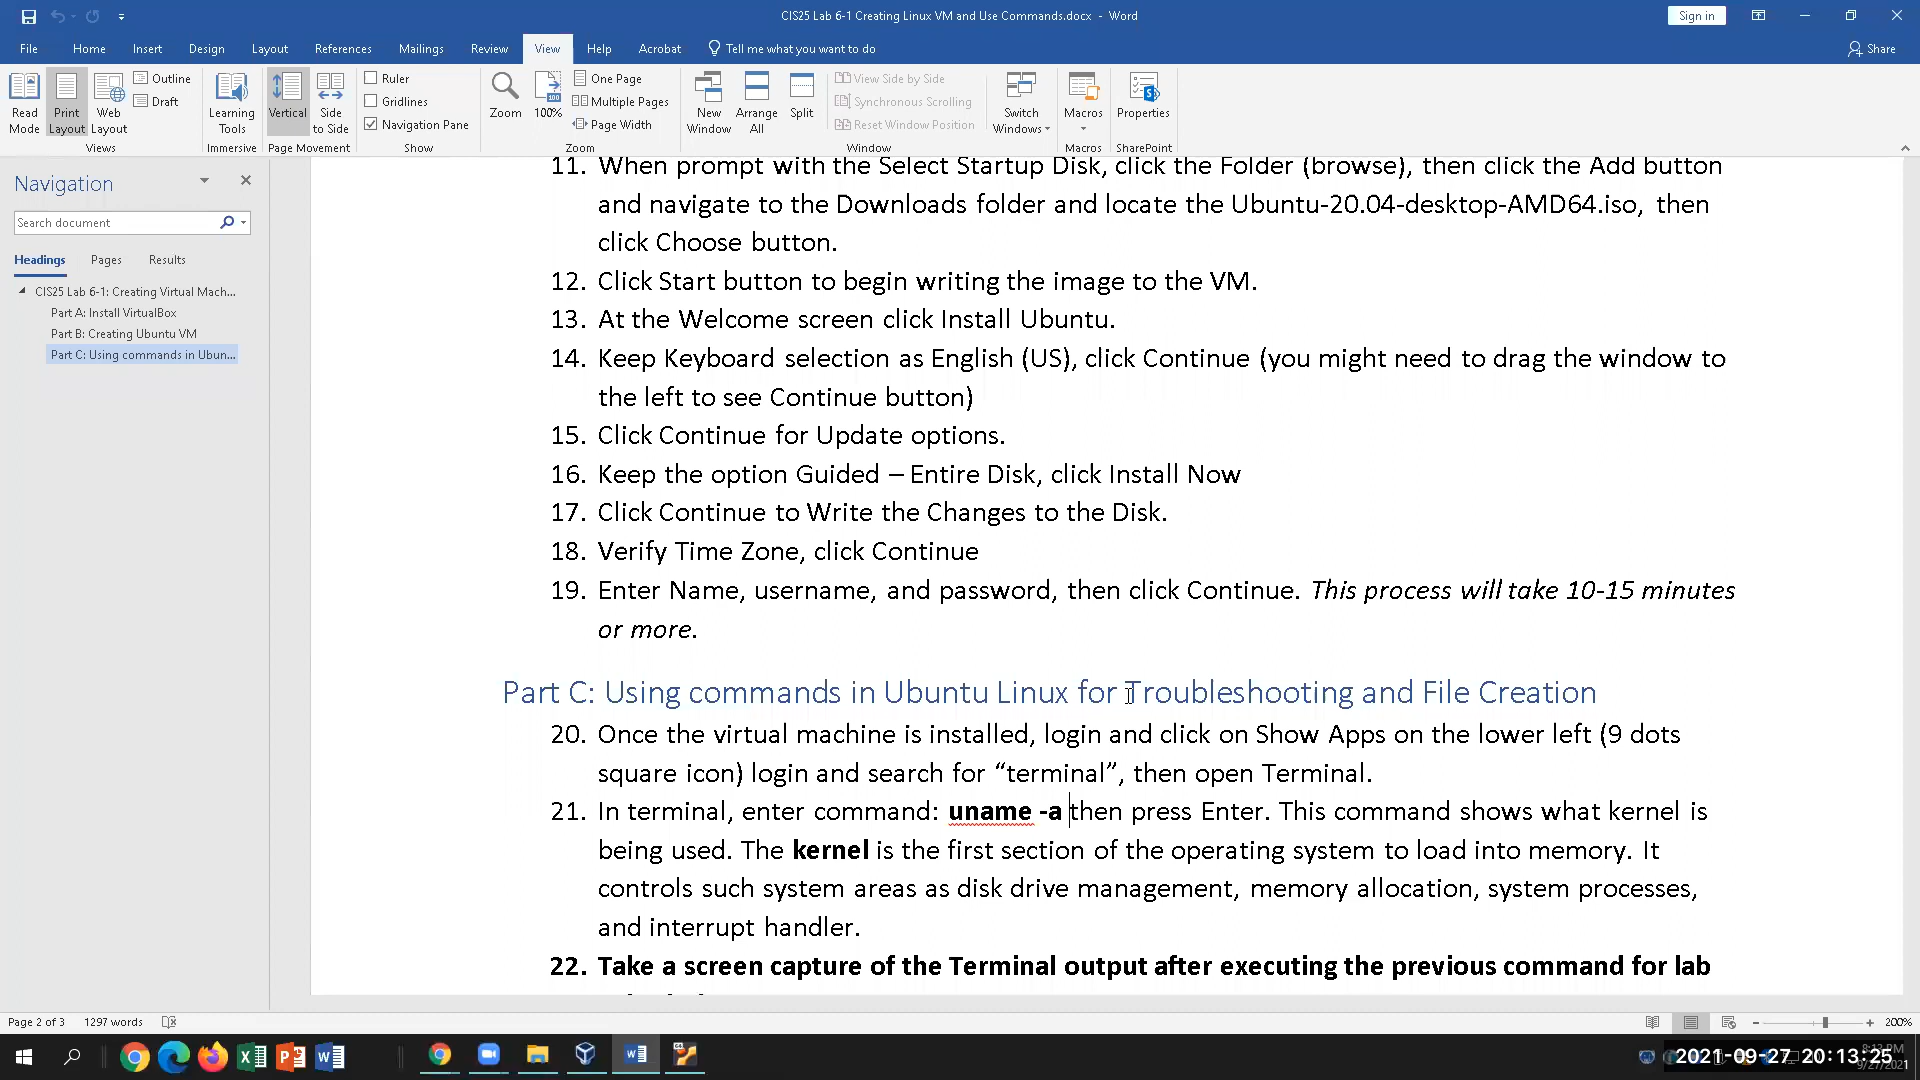 CIS25 Lab 6-1 Creating Linux VM and Use Commands.docx - Word
Sign in
File Home Insert Design Layout References Mailings Review View Help Acrobat Tell me what you want to do Share
Read Mode
Print Layout
Web Layout
Outline
Draft
Views
Learning Tools
Immersive
Vertical
Side to Side
Page Movement
Ruler
Gridlines
Navigation Pane
Show
Zoom
100%
One Page
Multiple Pages
Page Width
Zoom
New Window
Arrange All
Split
View Side by Side
Synchronous Scrolling
Reset Window Position
Window
Switch Windows
Macros
Macros
Properties
SharePoint
Navigation
Search document
Headings Pages Results
CIS25 Lab 6-1: Creating Virtual Mach...
Part A: Install VirtualBox
Part B: Creating Ubuntu VM
Part C: Using commands in Ubun...
11. When prompt with the Select Startup Disk, click the Folder (browse), then click the Add button
and navigate to the Downloads folder and locate the Ubuntu-20.04-desktop-AMD64.iso, then
click Choose button.
12. Click Start button to begin writing the image to the VM.
13. At the Welcome screen click Install Ubuntu.
14. Keep Keyboard selection as English (US), click Continue (you might need to drag the window to
the left to see Continue button)
15. Click Continue for Update options.
16. Keep the option Guided – Entire Disk, click Install Now
17. Click Continue to Write the Changes to the Disk.
18. Verify Time Zone, click Continue
19. Enter Name, username, and password, then click Continue. This process will take 10-15 minutes
or more.
Part C: Using commands in Ubuntu Linux for Troubleshooting and File Creation
20. Once the virtual machine is installed, login and click on Show Apps on the lower left (9 dots
square icon) login and search for “terminal”, then open Terminal.
21. In terminal, enter command: uname -a then press Enter. This command shows what kernel is
being used. The kernel is the first section of the operating system to load into memory. It
controls such system areas as disk drive management, memory allocation, system processes,
and interrupt handler.
22. Take a screen capture of the Terminal output after executing the previous command for lab
Page 2 of 3 1297 words
200%
2021-09-27 20:13:25